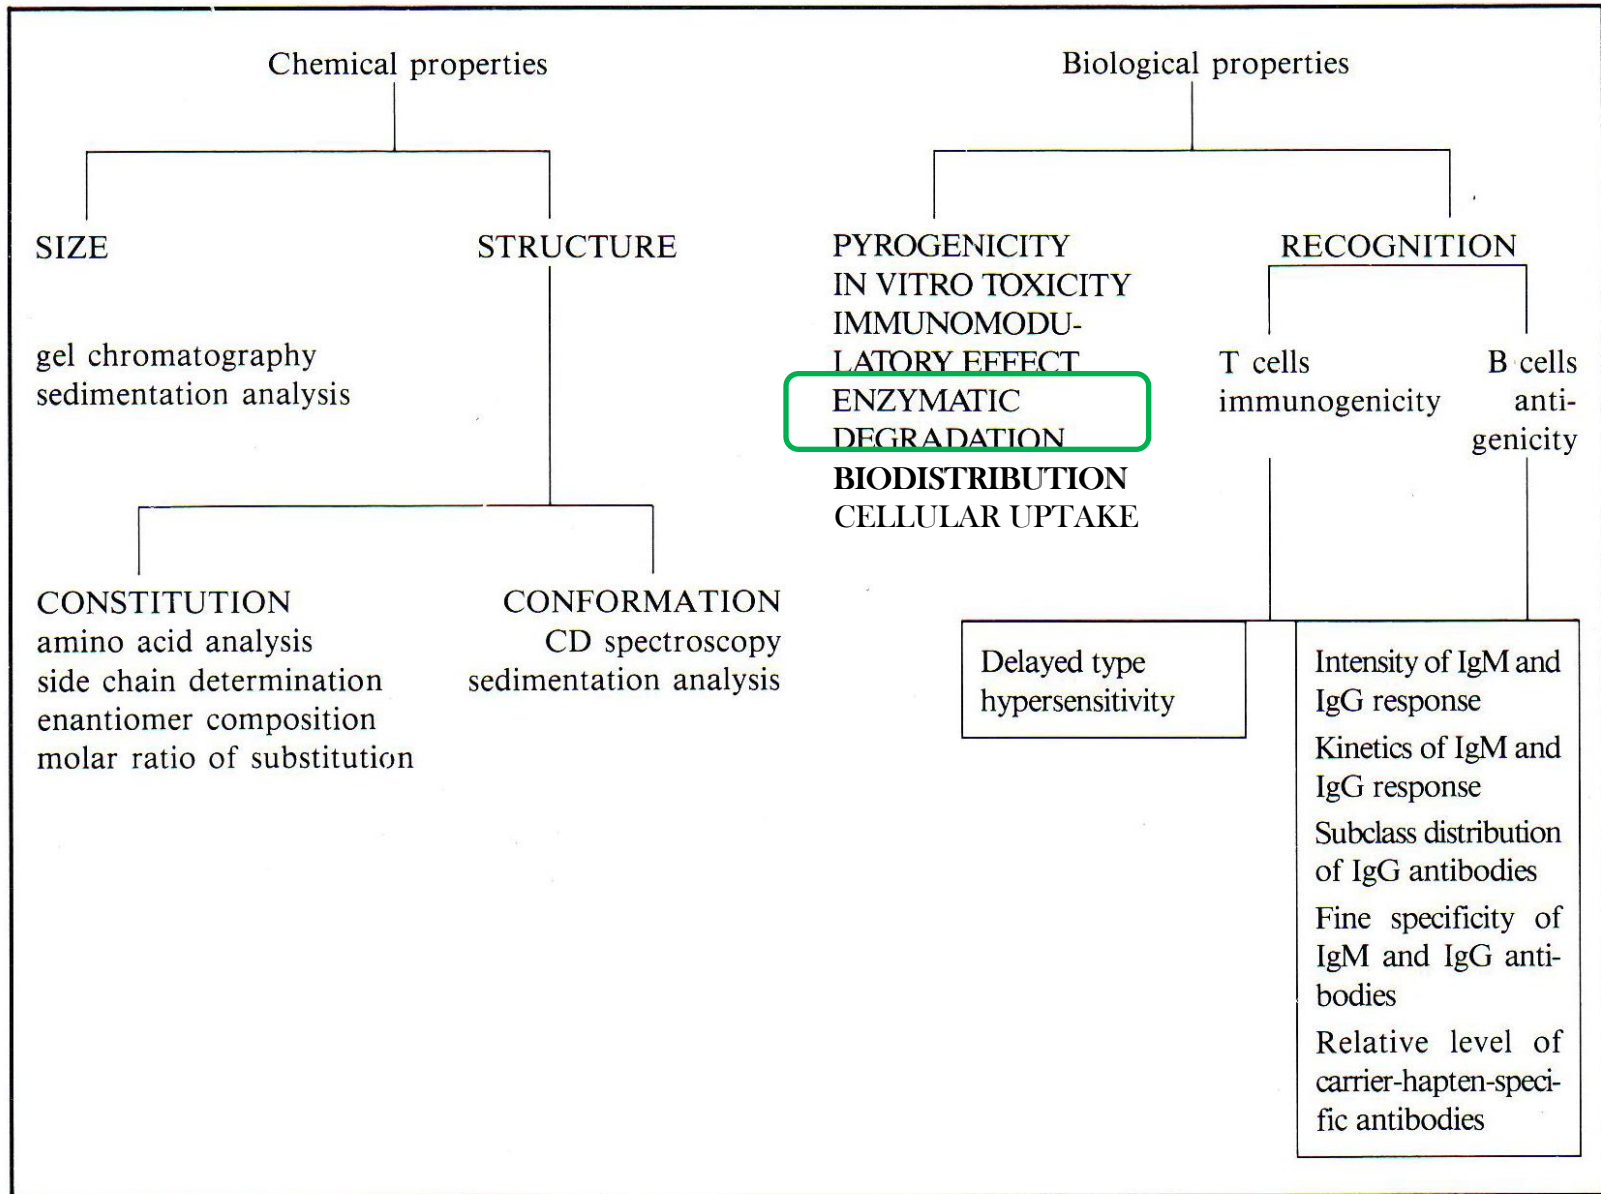 Chemical properties
SIZE
gel chromatography
sedimentation analysis
STRUCTURE
CONSTITUTION
amino acid analysis
side chain determination
enantiomer composition
molar ratio of substitution
CONFORMATION
CD spectroscopy
sedimentation analysis
Biological properties
PYROGENICITY
IN VITRO TOXICITY
IMMUNOMODU-
LATORY EFFECT
ENZYMATIC
DEGRADATION
BIODISTRIBUTION
CELLULAR UPTAKE
RECOGNITION
T cells
immunogenicity
B cells
anti-
genicity
Delayed type
hypersensitivity
Intensity of IgM and
IgG response
Kinetics of IgM and
IgG response
Subclass distribution
of IgG antibodies
Fine specificity of
IgM and IgG anti-
bodies
Relative level of
carrier-hapten-speci-
fic antibodies